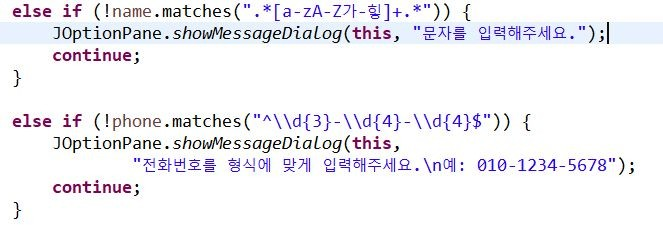 else if (!name.matches(".*[a-zA-Z가-힣]+.*")) {
    JOptionPane.showMessageDialog(this, "문자를 입력해주세요.");
    continue;
}

else if (!phone.matches("^\\d{3}-\\d{4}-\\d{4}$")) {
    JOptionPane.showMessageDialog(this,
            "전화번호를 형식에 맞게 입력해주세요.\n예: 010-1234-5678");
    continue;
}